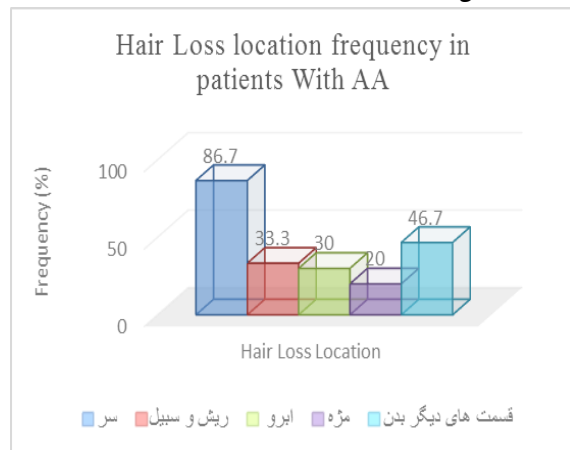 Hair Loss location frequency in
patients With AA
Frequency (%)
100
50
0
86.7
33.3
30
20
46.7
Hair Loss Location
سر
ریش و سبیل
ابرو
مژه
قسمت های دیگر بدن